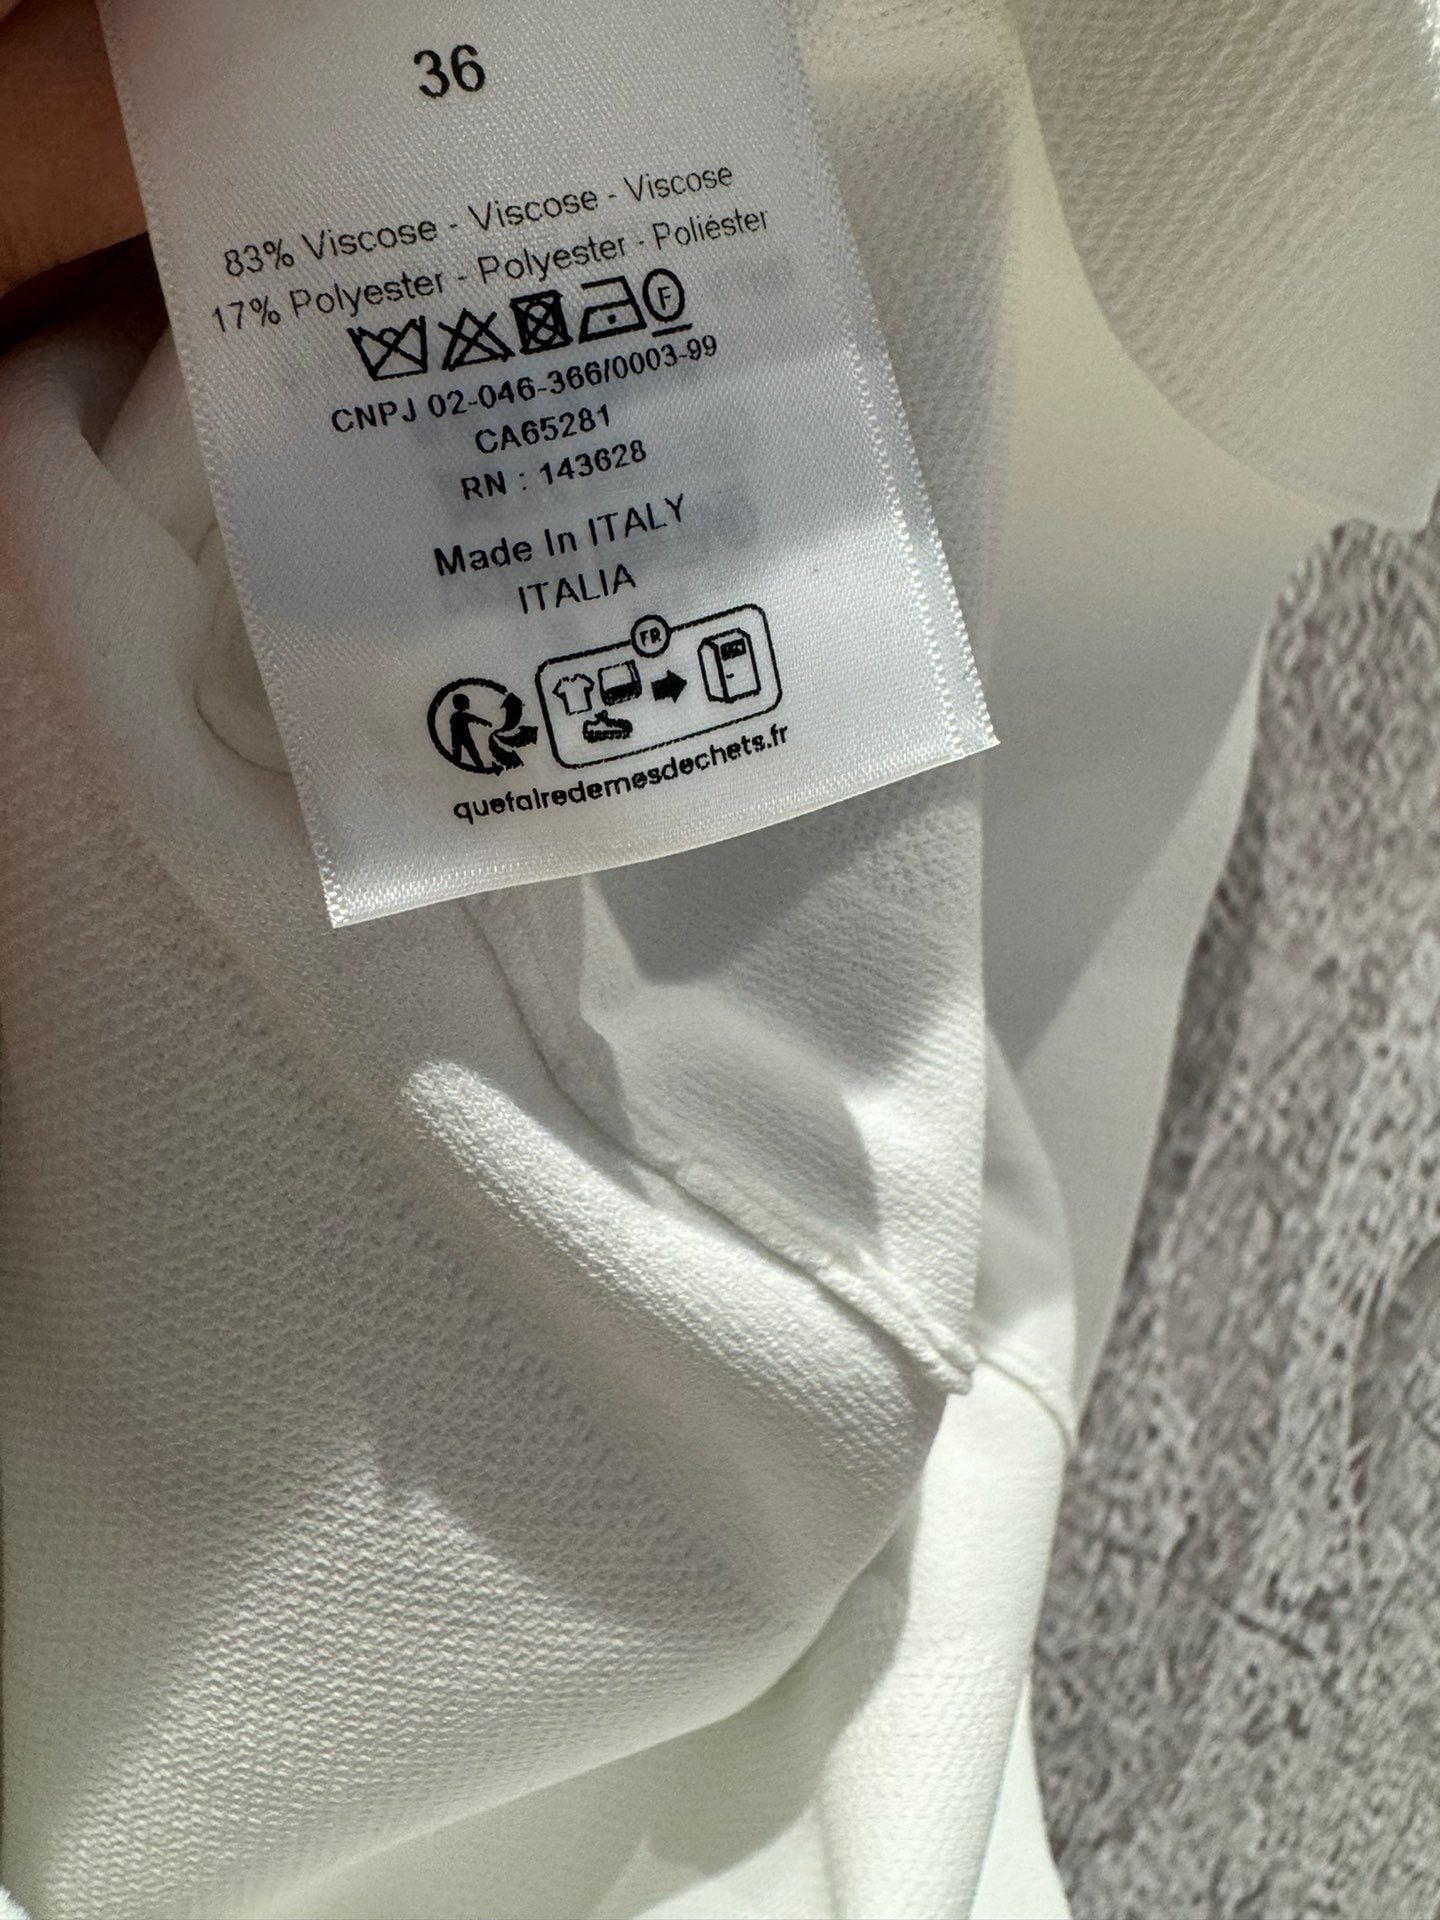 36
83% Viscose - Viscose - Viscose
17% Polyester - Polyester - Poliéster
F
CNPJ 02-046-366/0003-99
CA65281
RN : 143628
Made In ITALY
ITALIA
FR
quefairedemesdechets.fr